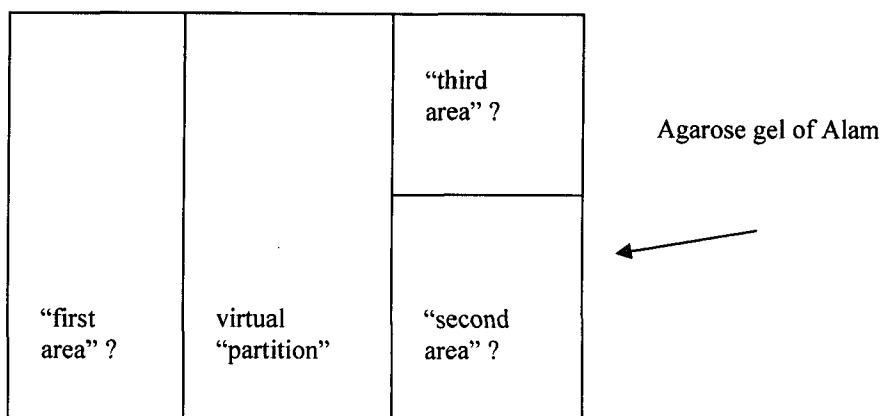 “third
area” ?
Agarose gel of Alam
“first
area” ?
virtual
“partition”
“second
area” ?